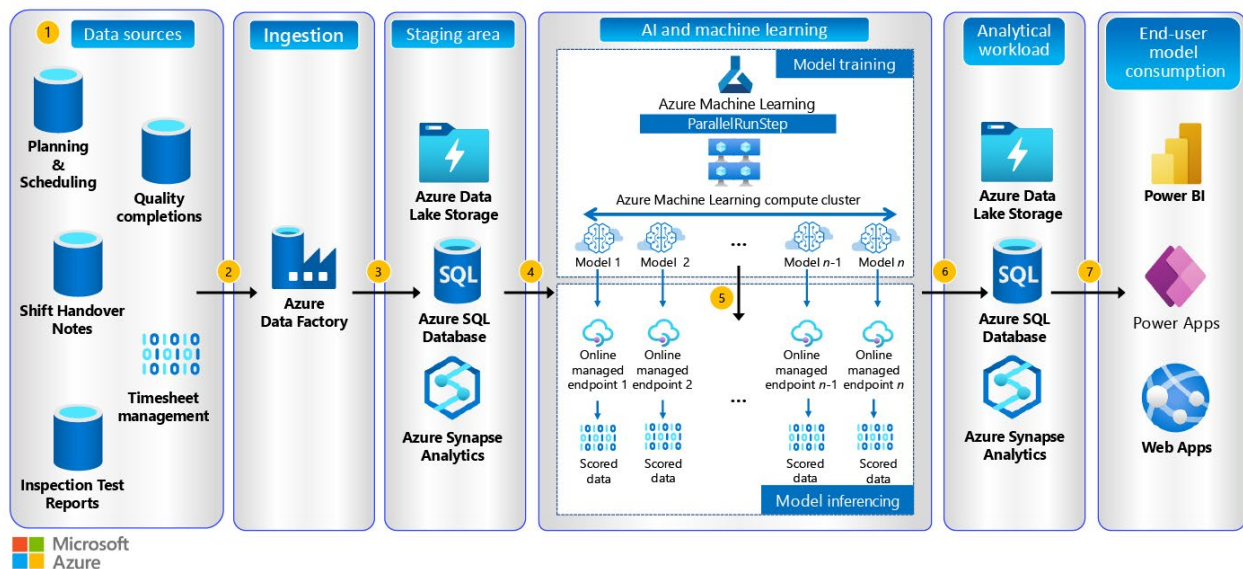 1
Data sources
Planning
&
Scheduling
Quality
completions
Shift Handover
Notes
Timesheet
management
Inspection Test
Reports
2
Ingestion
Azure
Data Factory
3
Staging area
Azure Data
Lake Storage
SQL
Azure SQL
Database
Azure Synapse
Analytics
4
AI and machine learning
Model training
Azure Machine Learning
ParallelRunStep
Azure Machine Learning compute cluster
...
Model 1
Model 2
Model n-1
Model n
5
Online
managed
endpoint 1
Online
managed
endpoint 2
Online
managed
endpoint n-1
Online
managed
endpoint n
...
Scored
data
Scored
data
Scored
data
Scored
data
Model inferencing
6
Analytical
workload
Azure Data
Lake Storage
SQL
Azure SQL
Database
Azure Synapse
Analytics
7
End-user
model
consumption
Power BI
Power Apps
Web Apps
Microsoft
Azure